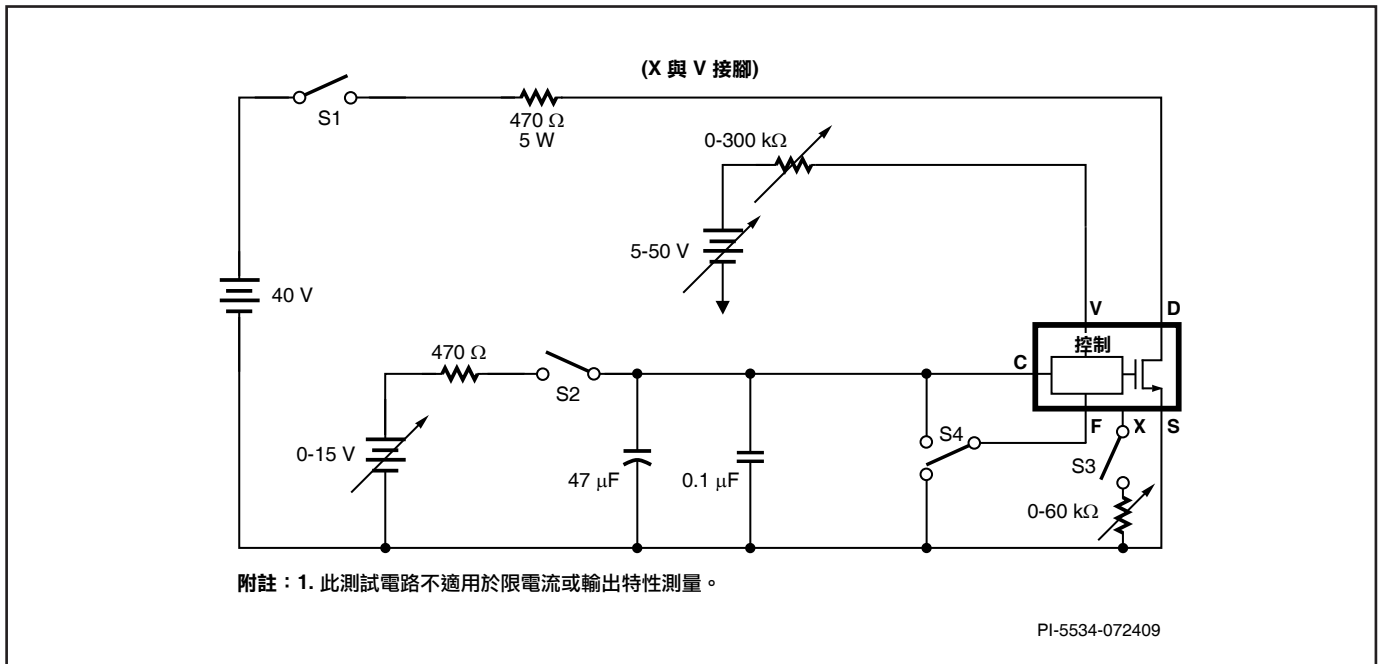 (X 與 V 接腳)
S1
470 Ω
5 W
0-300 kΩ
5-50 V
40 V
V
D
控制
C
470 Ω
S2
F
X
S
S4
S3
0-15 V
47 μF
0.1 μF
0-60 kΩ
附註：1. 此測試電路不適用於限電流或輸出特性測量。
PI-5534-072409